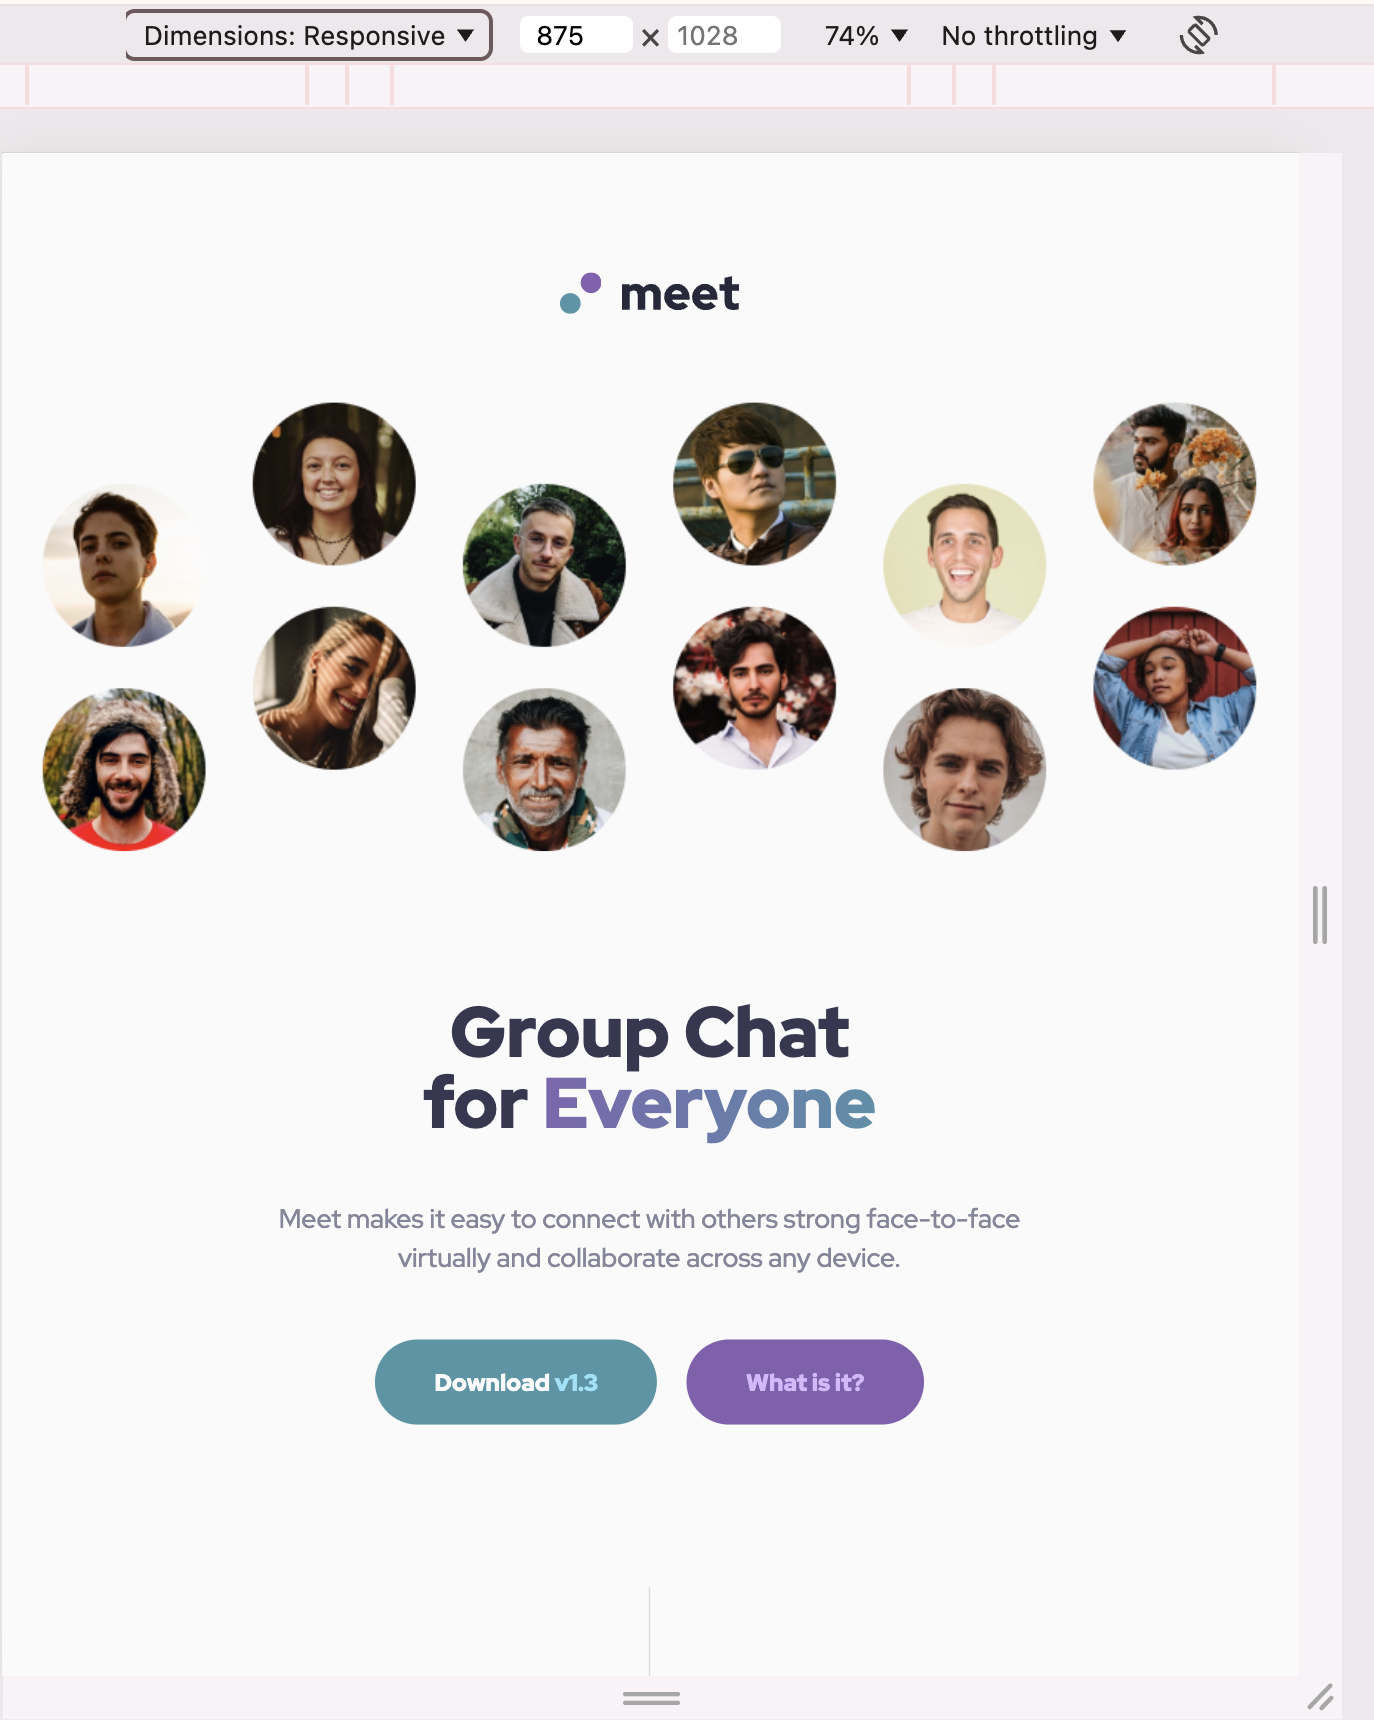 Dimensions: Responsive ▼ 875 × 1028 74% ▼ No throttling ▼
meet
Group Chat
for Everyone
Meet makes it easy to connect with others strong face-to-face
virtually and collaborate across any device.
Download v1.3
What is it?